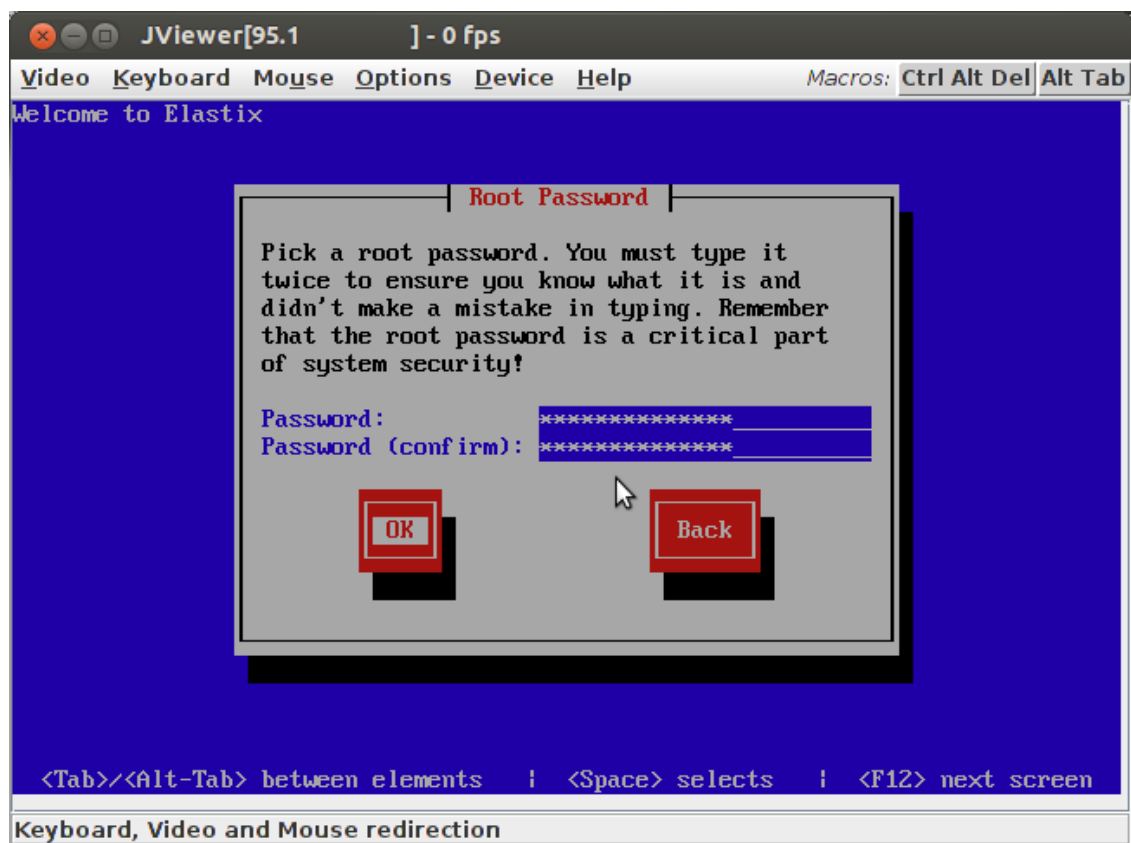 JViewer[95.1 ] - 0 fps
Video Keyboard Mouse Options Device Help Macros: Ctrl Alt Del Alt Tab
Welcome to Elastix
Root Password
Pick a root password. You must type it
twice to ensure you know what it is and
didn't make a mistake in typing. Remember
that the root password is a critical part
of system security!
Password: **************
Password (confirm): **************
OK Back
<Tab>/<Alt-Tab> between elements | <Space> selects | <F12> next screen
Keyboard, Video and Mouse redirection